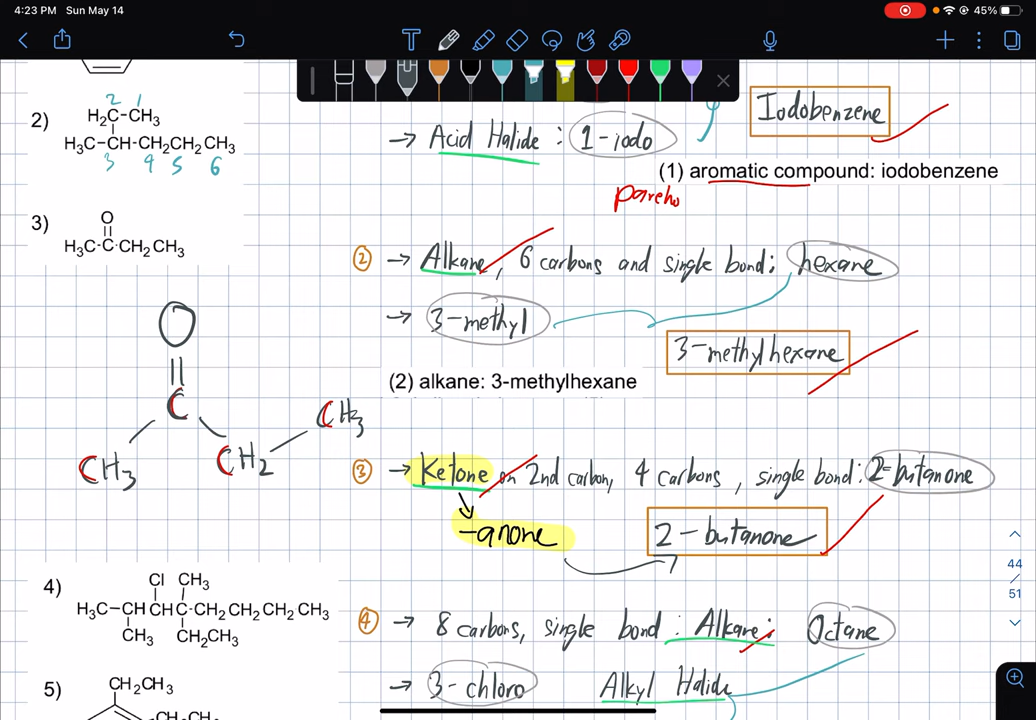 4:23 PM Sun May 14
45%
T
2)
2 1
H₂C-CH₃
H₃C-CH-CH₂CH₂CH₃
3 4 5 6
3)
O
H₃C-C-CH₂CH₃
O
C
CH₃ CH₂ CH₃
4)
Cl CH₃
H₃C-CHCHC-CH₂CH₂CH₂CH₃
CH₃ CH₂CH₃
5)
CH₂CH₃
Iodobenzene
→ Acid Halide : 1-iodo
(1) aromatic compound: iodobenzene
② → Alkane, 6 carbons and single bond: hexane
→ 3-methyl
3-methylhexane
(2) alkane: 3-methylhexane
③ → Ketone on 2nd carbon, 4 carbons, single bond: 2-butanone
-anone
2-butanone
④ → 8 carbons, single bond : Alkane: Octane
→ 3-chloro Alkyl Halide
44
/
51